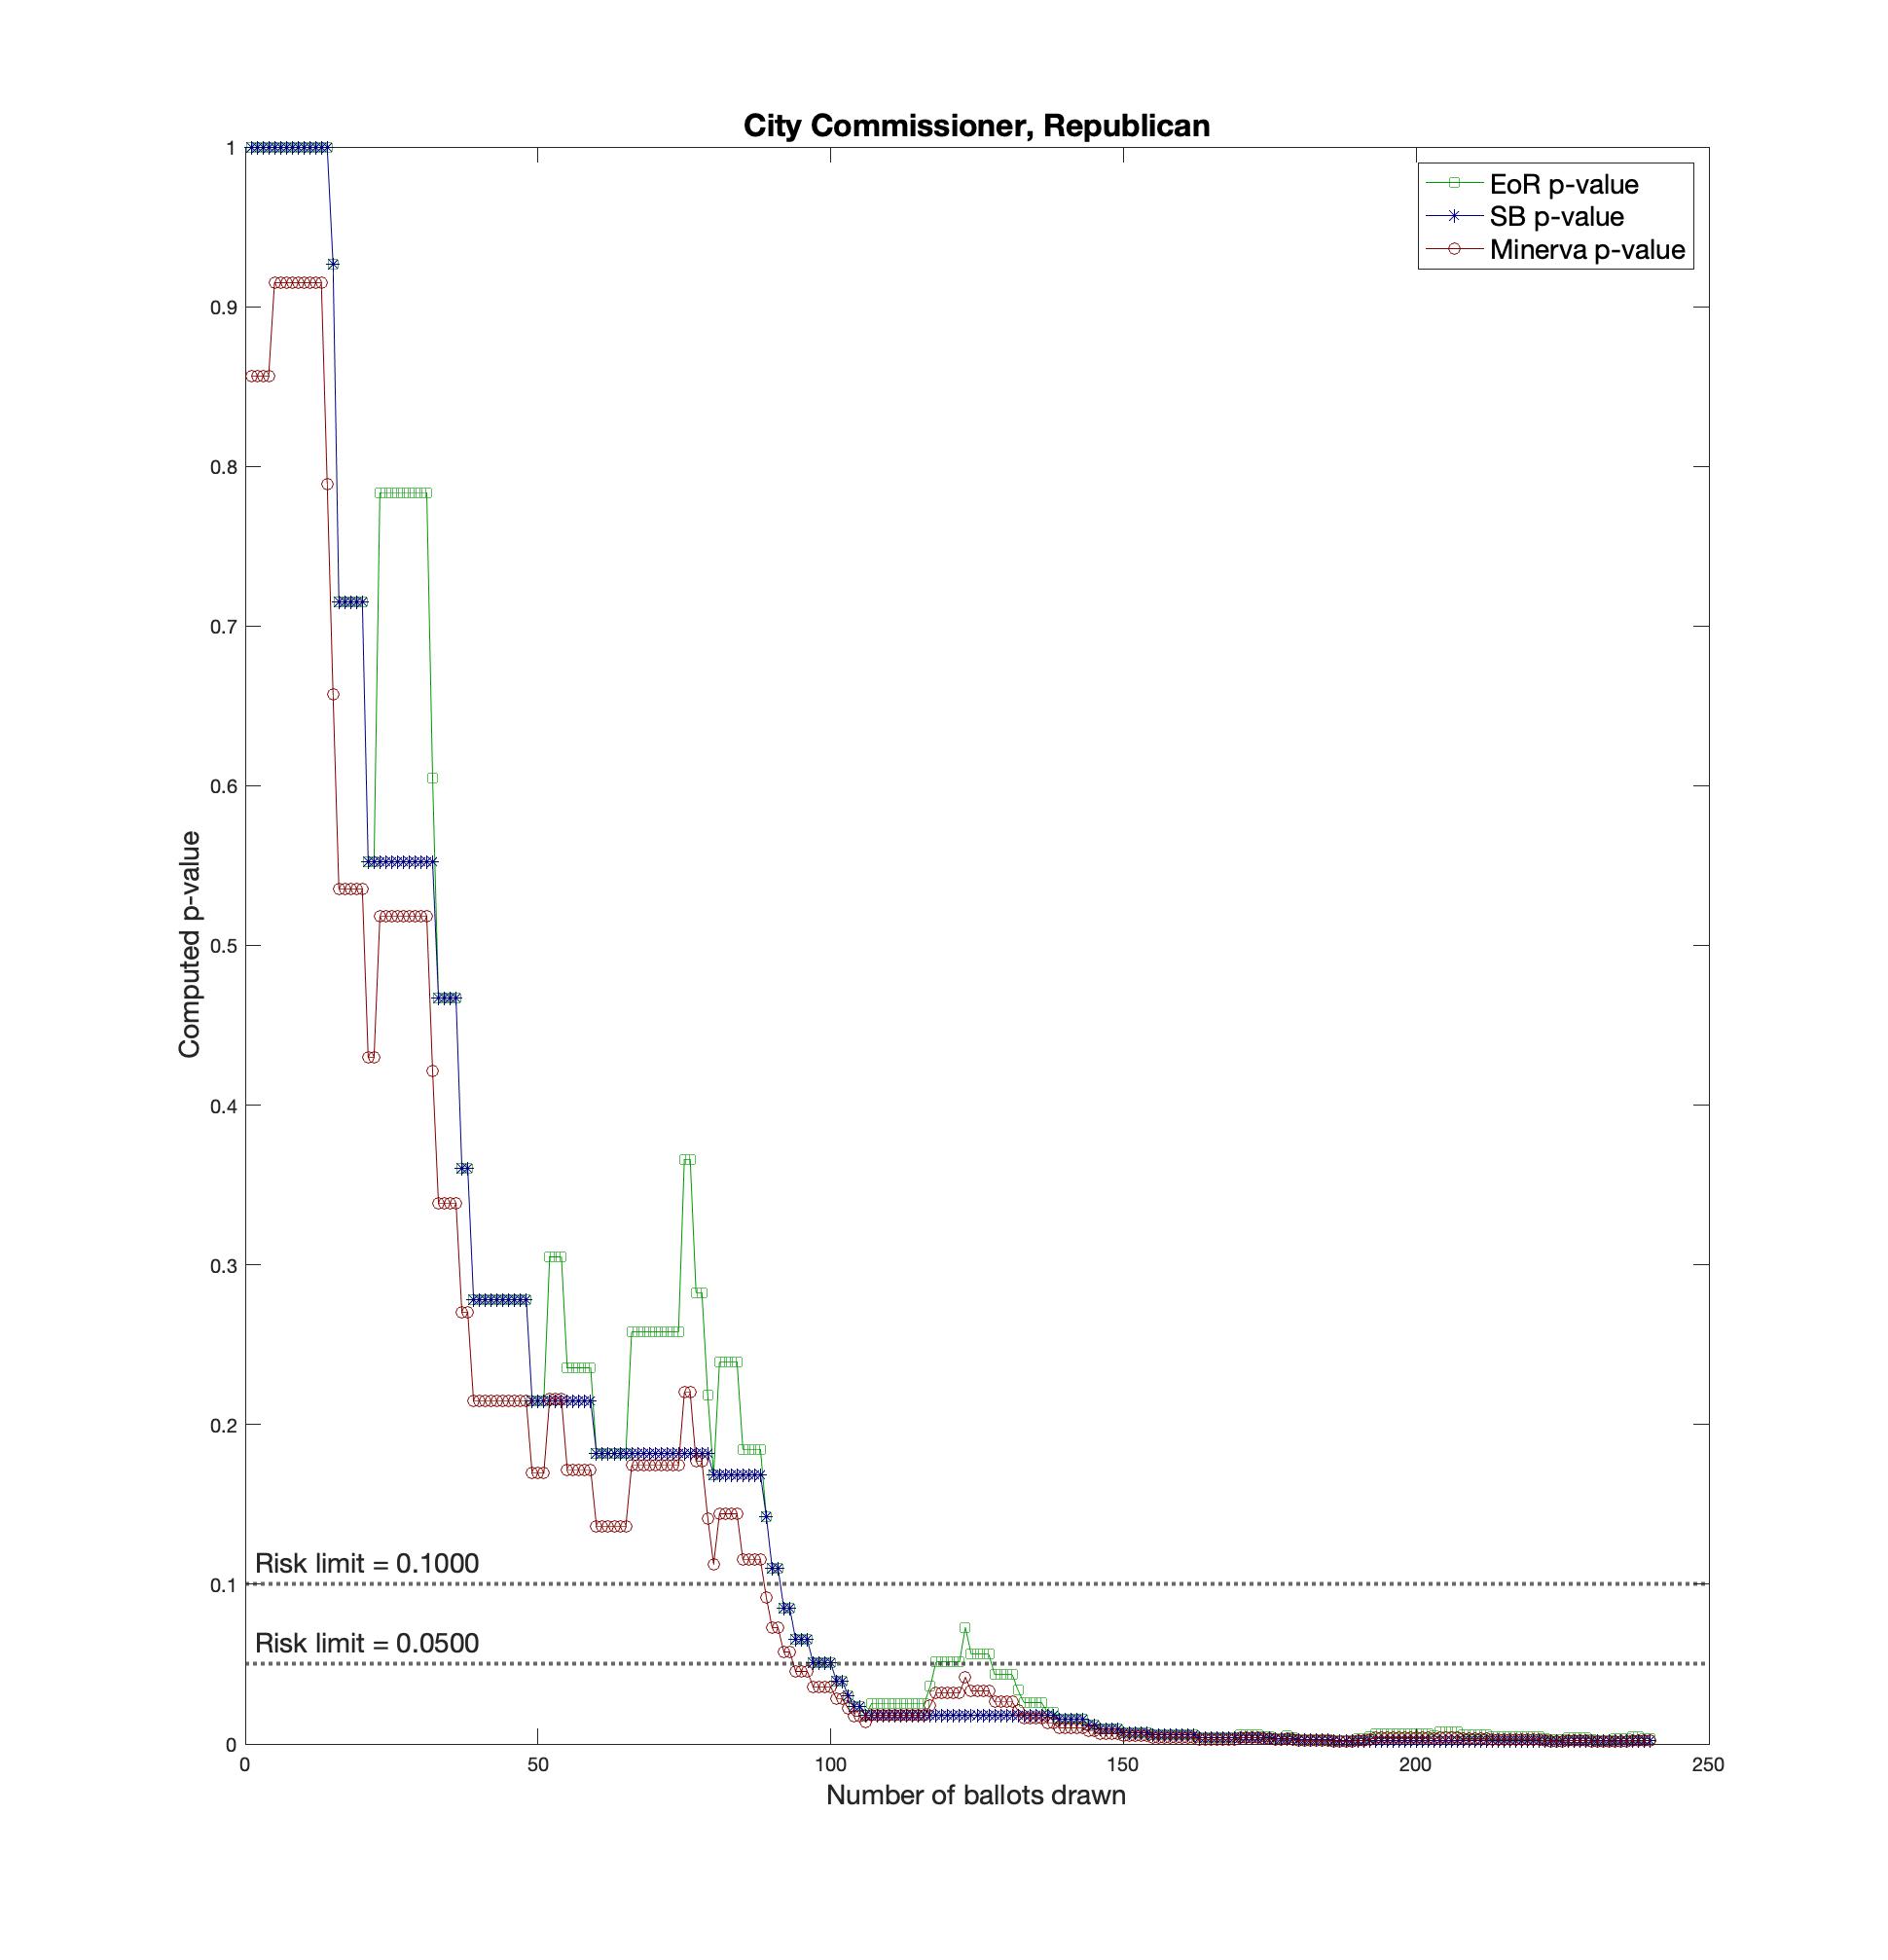 City Commissioner, Republican
EoR p-value
SB p-value
Minerva p-value
1
0.9
0.8
0.7
0.6
0.5
0.4
0.3
0.2
0.1
0
Computed p-value
Risk limit = 0.1000
Risk limit = 0.0500
0 50 100 150 200 250
Number of ballots drawn